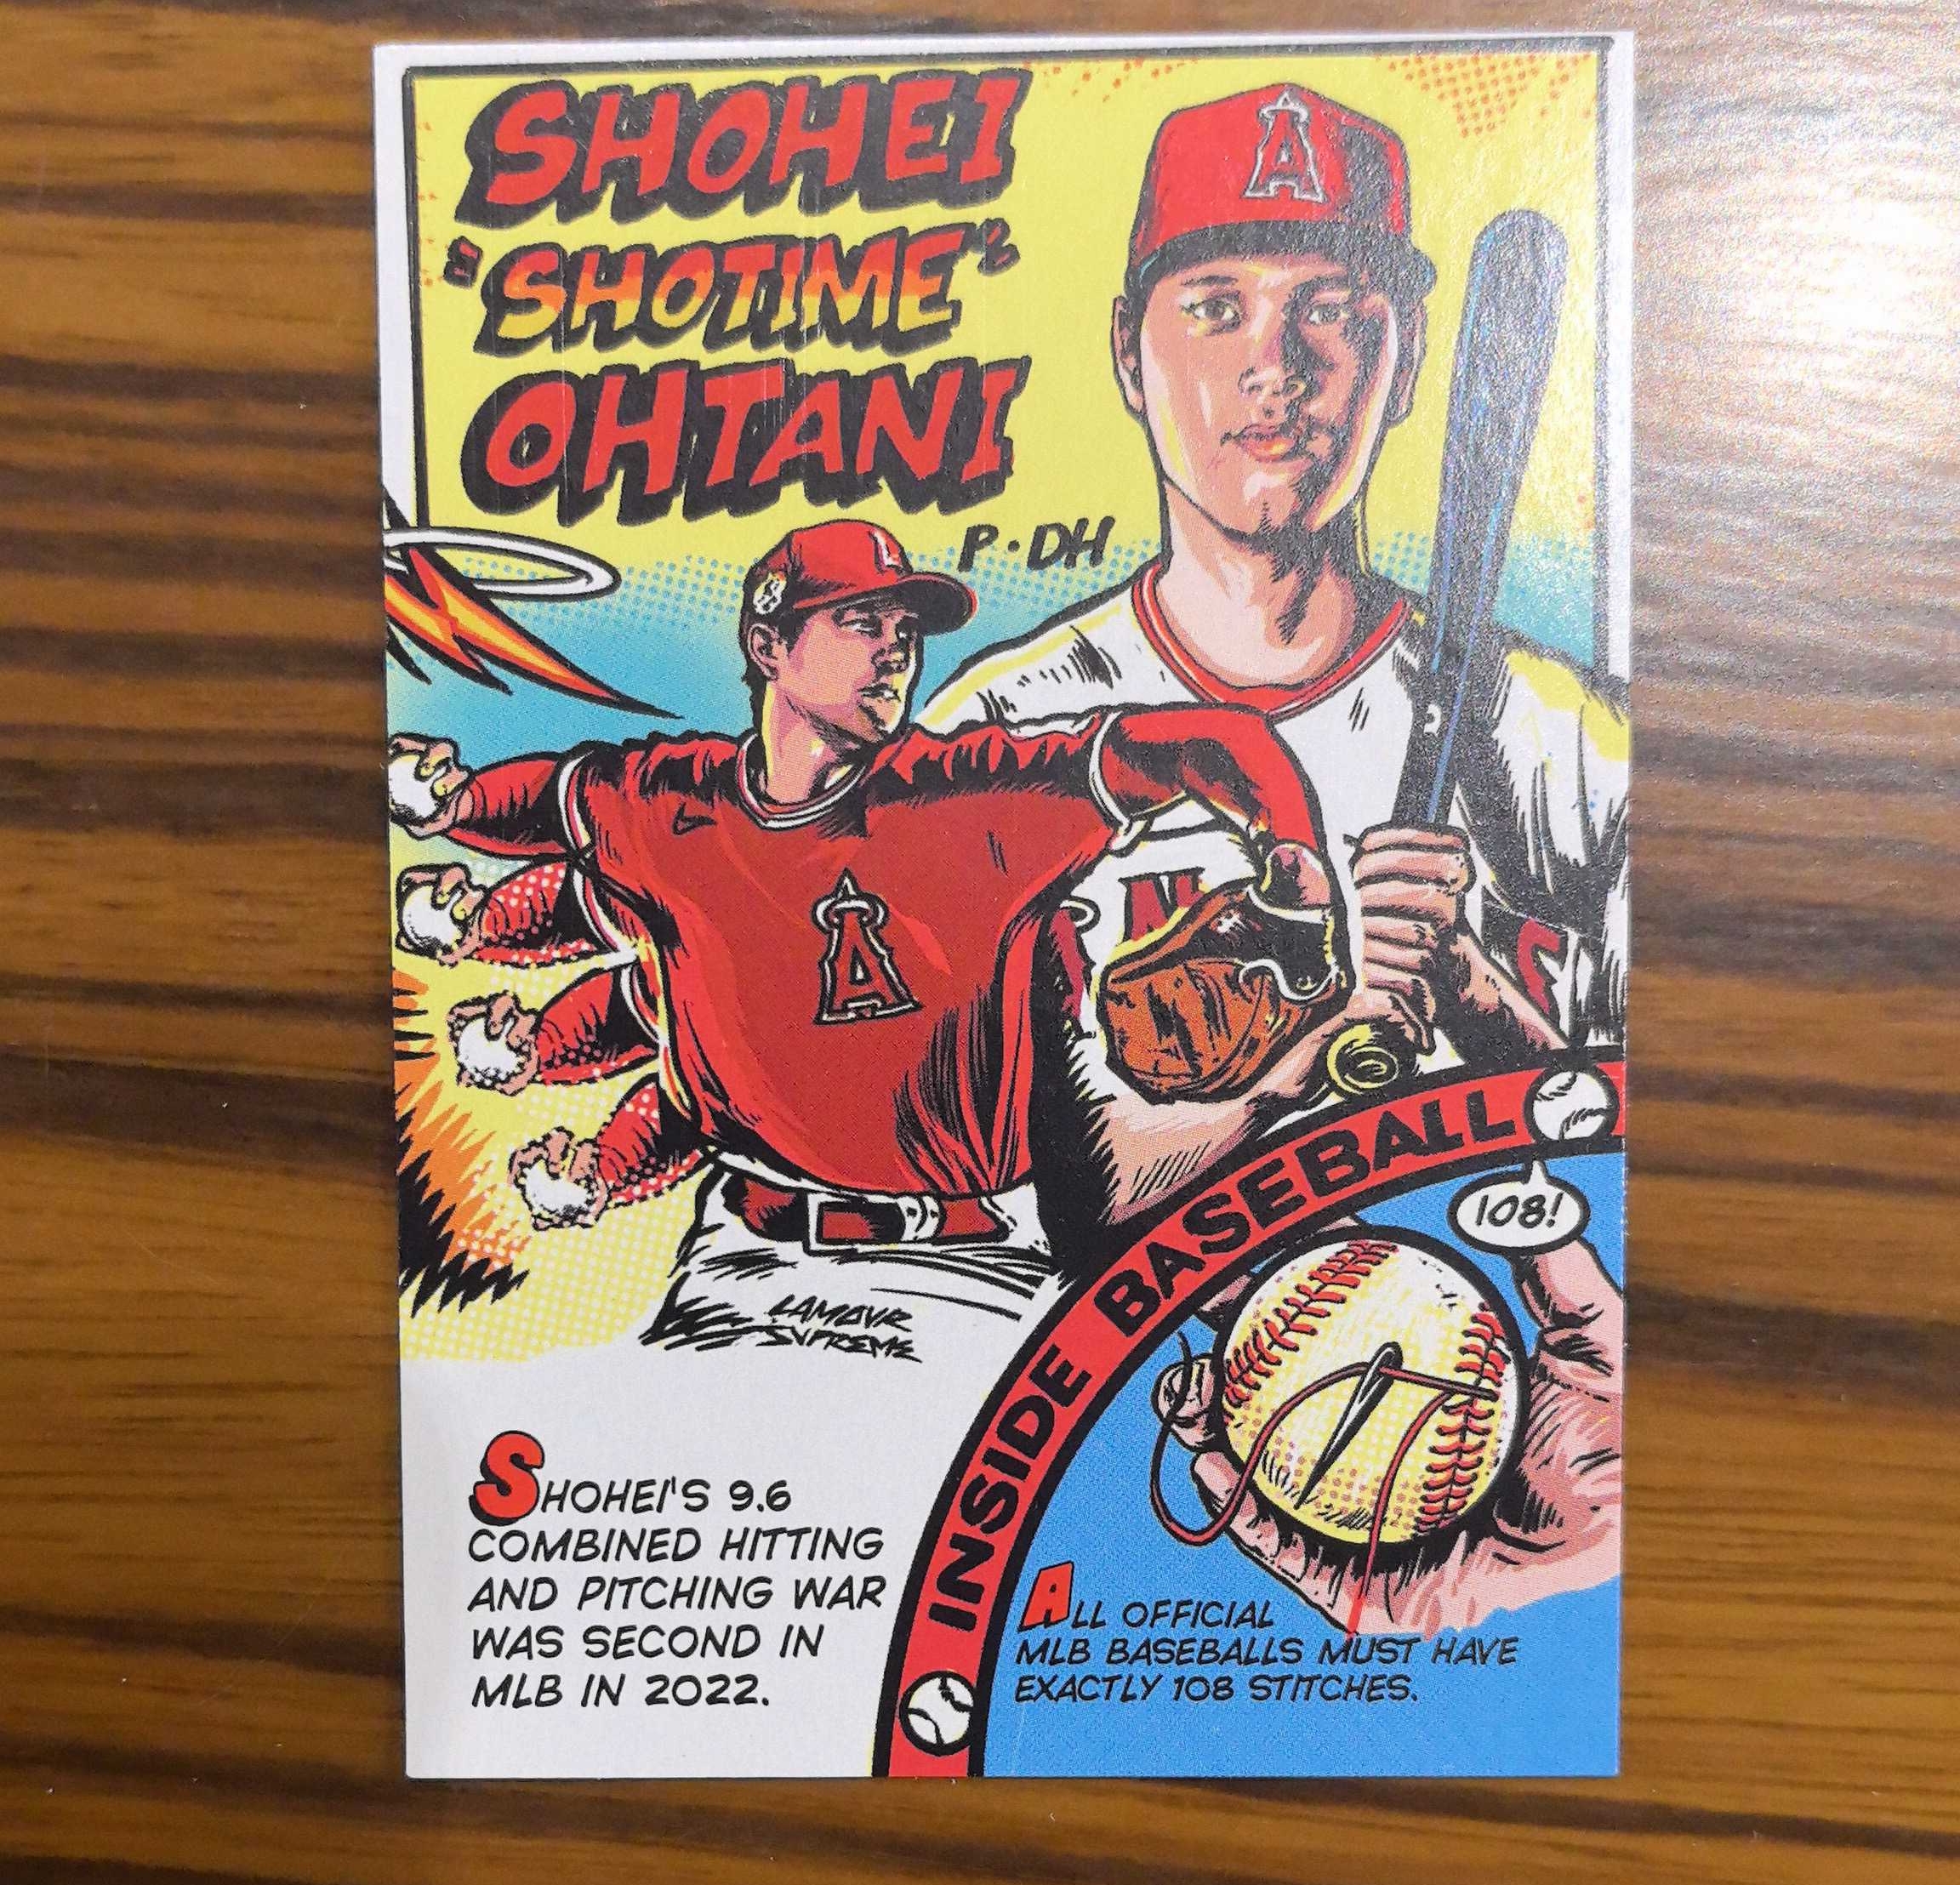 SHOHEI
"SHOTIME"
OHTANI
P·DH
A
A
LAMOUR
SUPREME
INSIDE BASEBALL
108!
SHOHEI'S 9.6
COMBINED HITTING
AND PITCHING WAR
WAS SECOND IN
MLB IN 2022.
ALL OFFICIAL
MLB BASEBALLS MUST HAVE
EXACTLY 108 STITCHES.